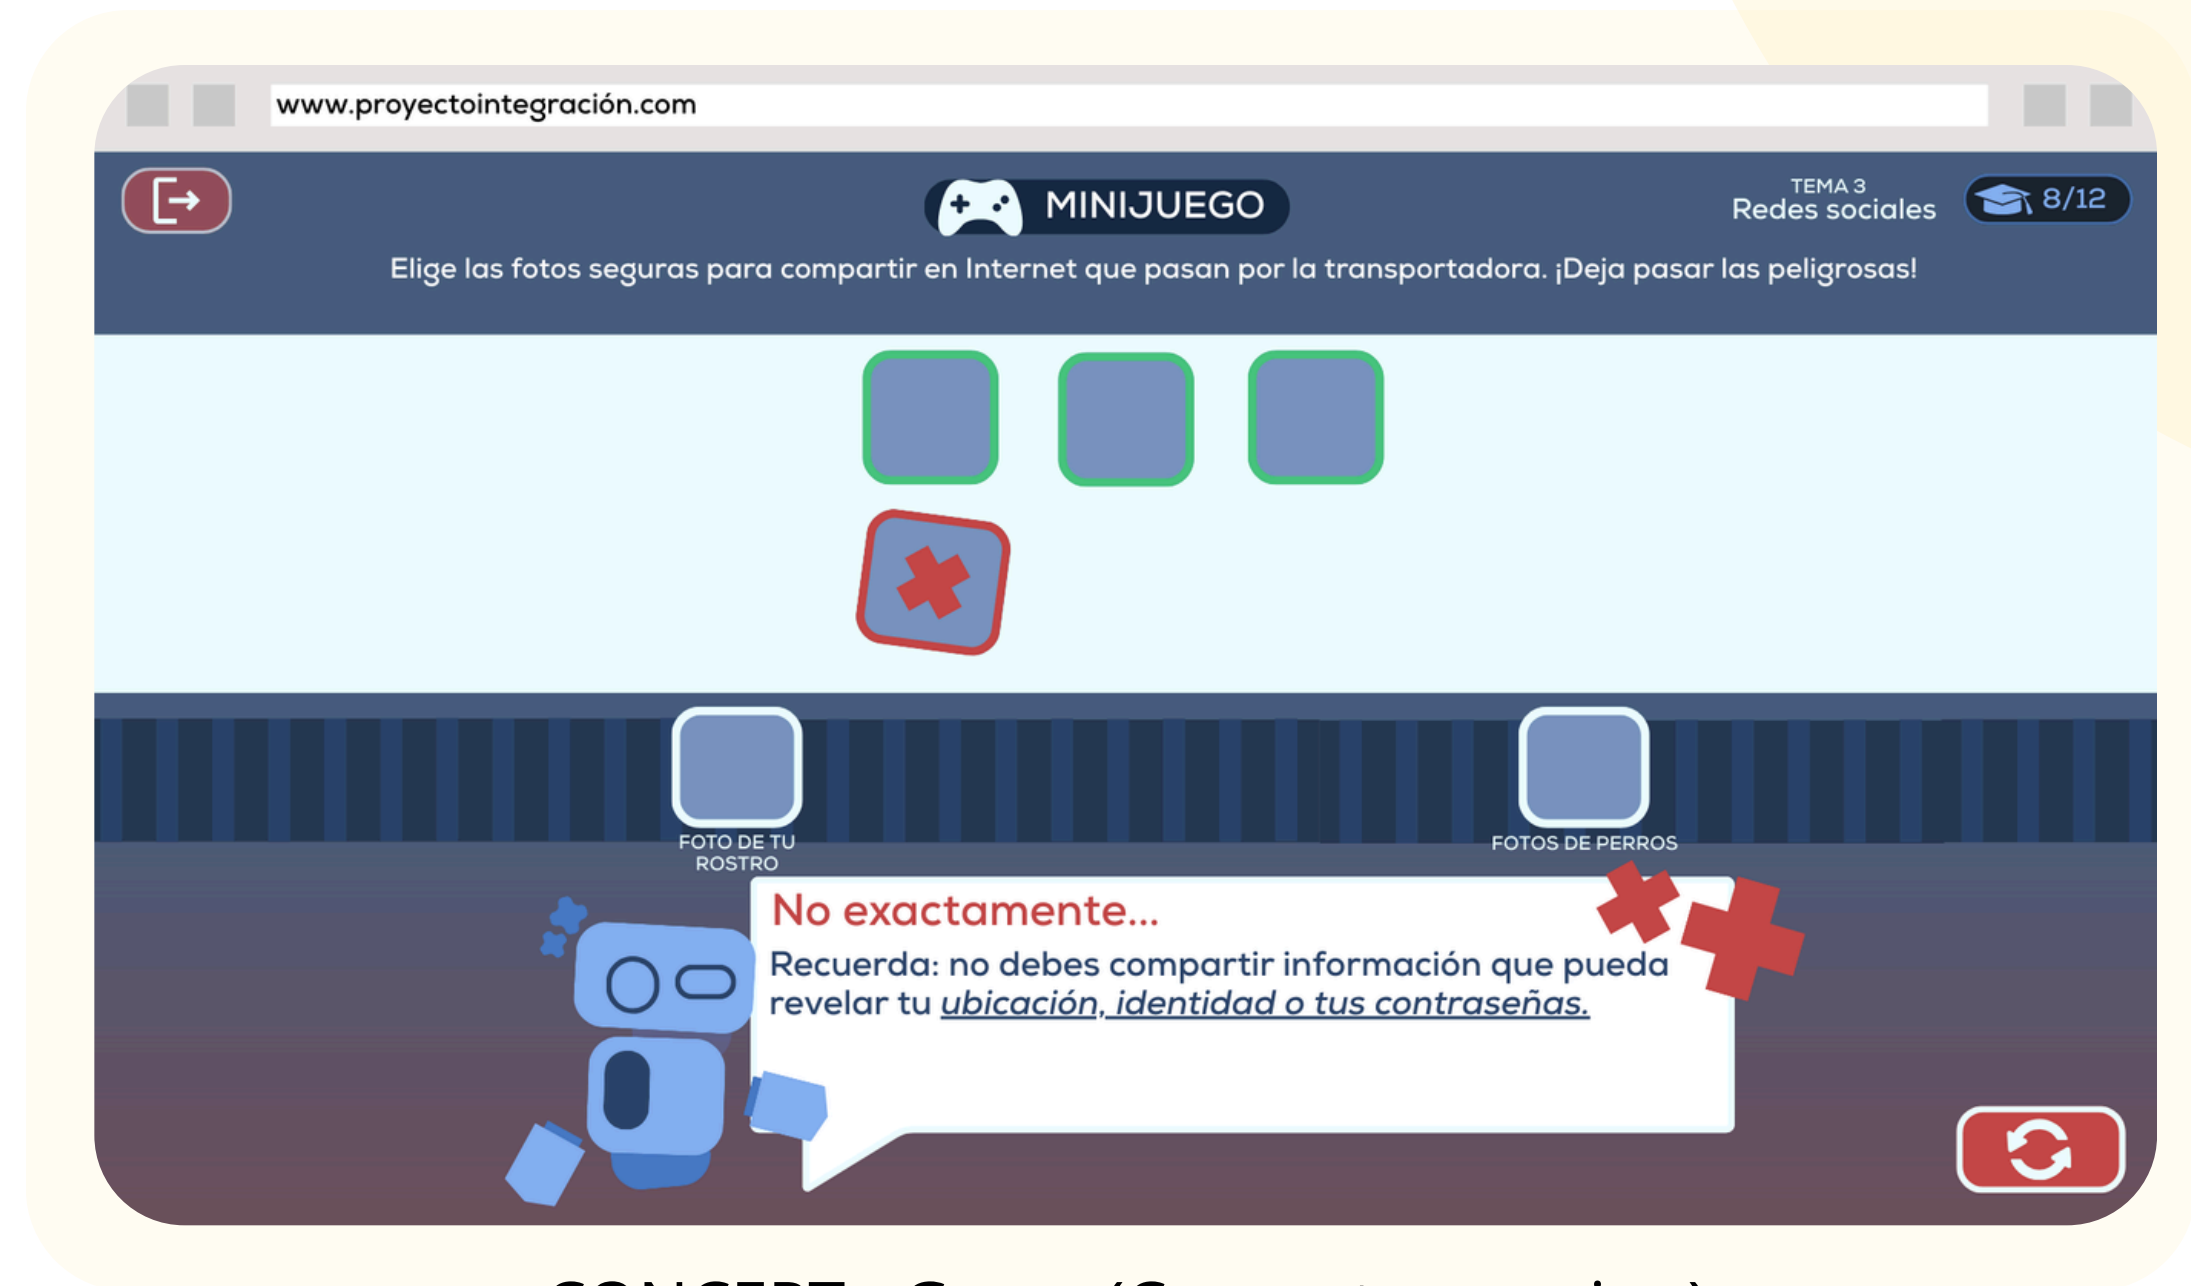 www.proyectointegración.com
MINIJUEGO
TEMA 3
Redes sociales
8/12
Elige las fotos seguras para compartir en Internet que pasan por la transportadora. ¡Deja pasar las peligrosas!
FOTO DE TU
ROSTRO
FOTOS DE PERROS
No exactamente...
Recuerda: no debes compartir información que pueda
revelar tu ubicación, identidad o tus contraseñas.